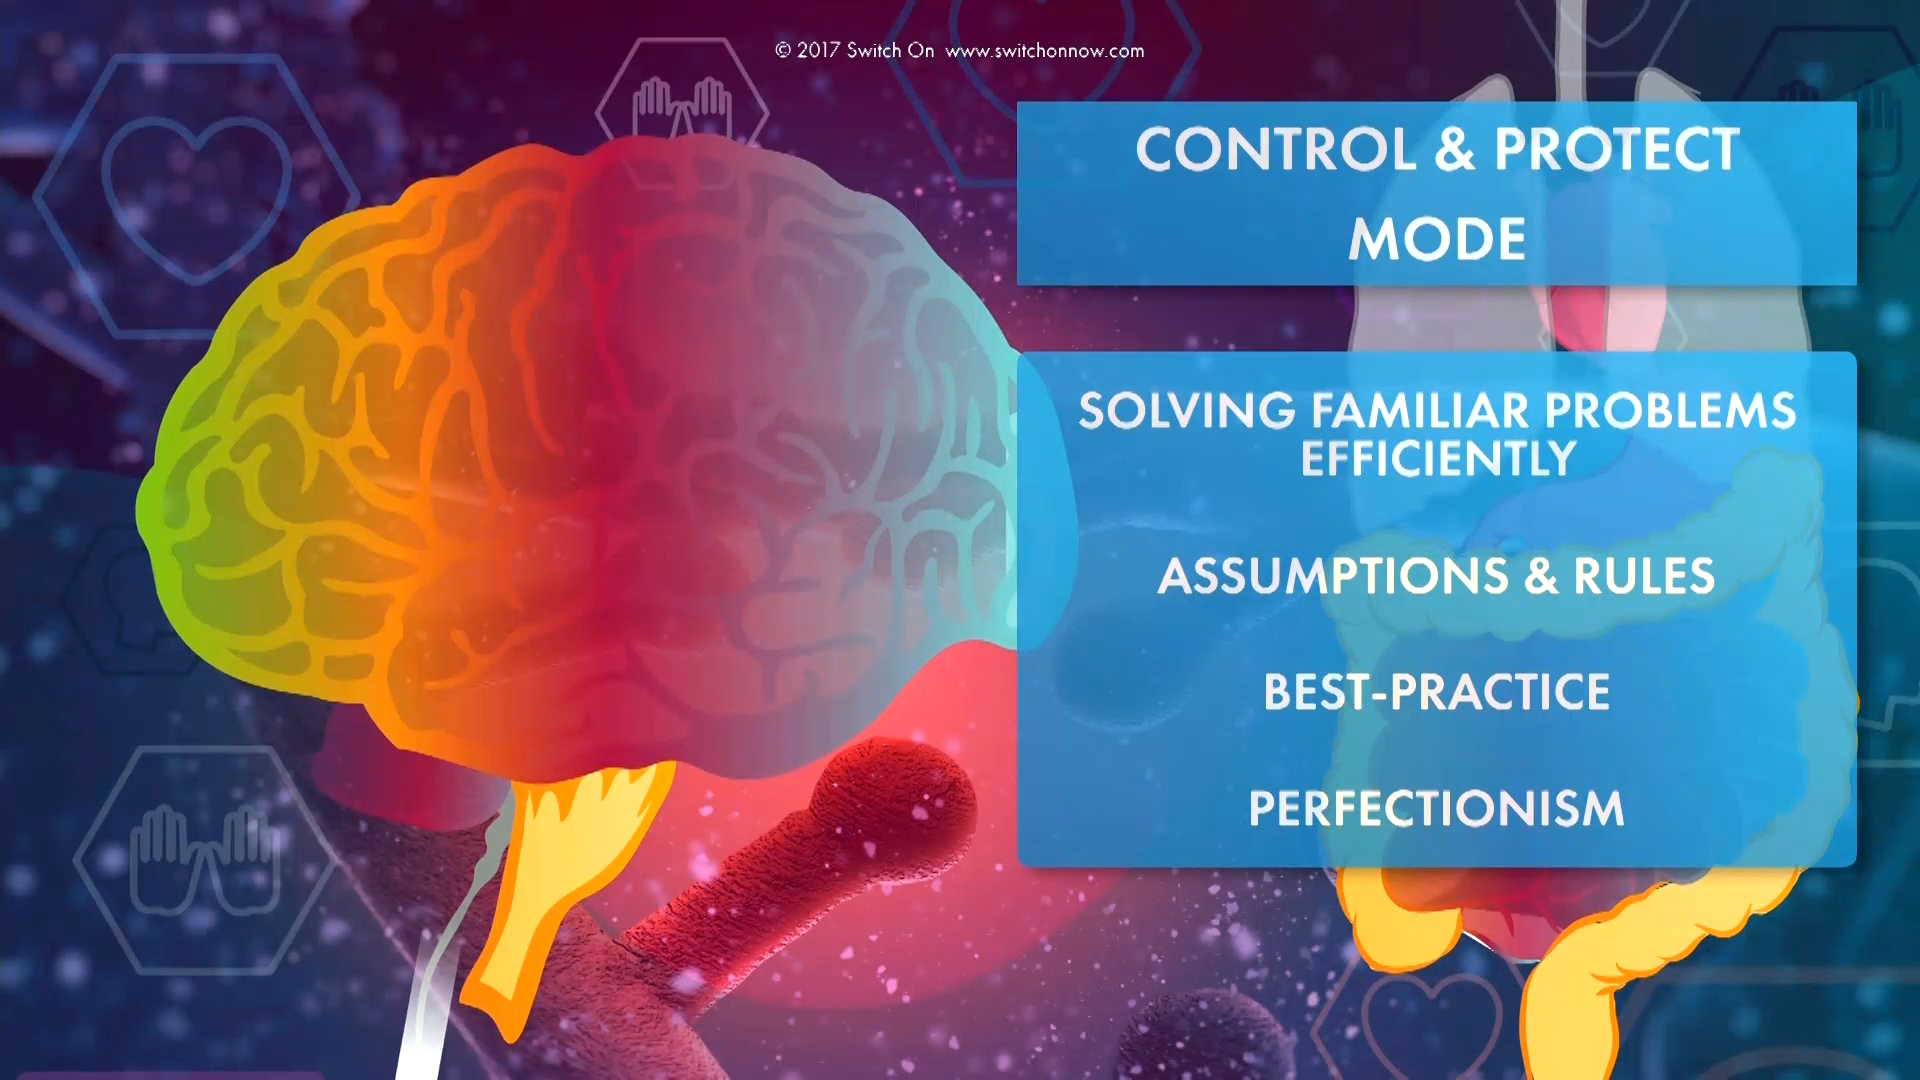 © 2017 Switch On www.switchonnow.com
CONTROL & PROTECT
MODE
SOLVING FAMILIAR PROBLEMS
EFFICIENTLY
ASSUMPTIONS & RULES
BEST-PRACTICE
PERFECTIONISM